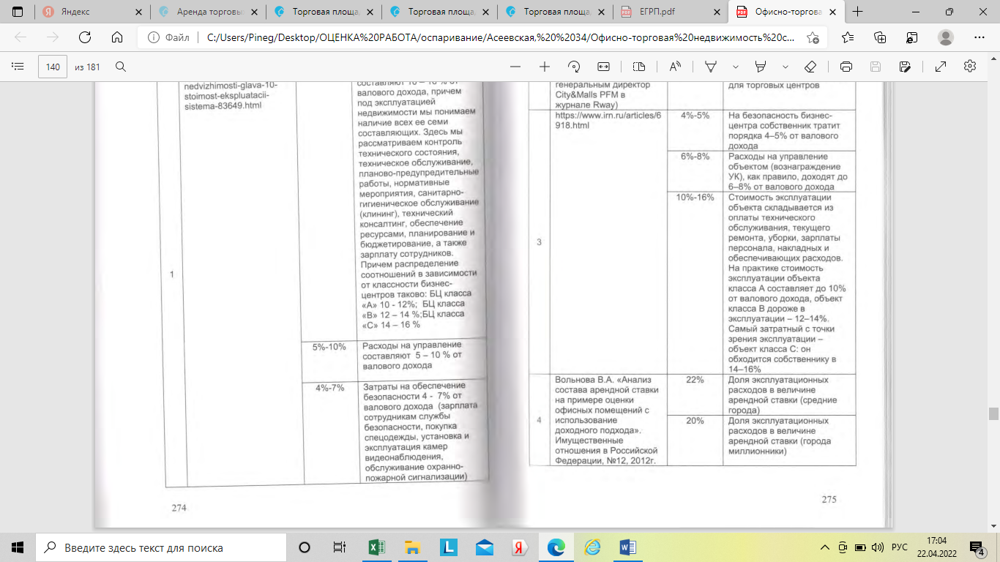 Яндекс
Аренда торговы
Торговая площа
Торговая площа
Торговая площа
ЕГРП.pdf
Офисно-торгова
Файл
C:/Users/Pineg/Desktop/ОЦЕНКА%20РАБОТА/оспаривание/Асеевская,%20%2034/Офисно-торговая%20недвижимость%20с...
140
из 181
nedvizhimosti-glava-10-
stoimost-ekspluatacii-
sistema-83649.html
1
составляют 10 – 16 % от
валового дохода, причем
под эксплуатацией
недвижимости мы понимаем
наличие всех ее семи
составляющих. Здесь мы
рассматриваем контроль
технического состояния,
техническое обслуживание,
планово-предупредительные
работы, нормативные
мероприятия, санитарно-
гигиеническое обслуживание
(клининг), технический
консалтинг, обеспечение
ресурсами, планирование и
бюджетирование, а также
зарплату сотрудников.
Причем распределение
соотношений в зависимости
от классности бизнес-
центров таково: БЦ класса
«А» 10 - 12%; БЦ класса
«В» 12 – 14 %;БЦ класса
«С» 14 – 16 %
5%-10%
Расходы на управление
составляют 5 – 10 % от
валового дохода
4%-7%
Затраты на обеспечение
безопасности 4 - 7% от
валового дохода (зарплата
сотрудникам службы
безопасности, покупка
спецодежды, установка и
эксплуатация камер
видеонаблюдения,
обслуживание охранно-
пожарной сигнализации)
274
генеральным директор
City&Malls PFM в
журнале Rway)
для торговых центров
3
https://www.irn.ru/articles/6
918.html
4%-5%
На безопасность бизнес-
центра собственник тратит
порядка 4–5% от валового
дохода
6%-8%
Расходы на управление
объектом (вознаграждение
УК), как правило, доходят до
6–8% от валового дохода
10%-16%
Стоимость эксплуатации
объекта складывается из
оплаты технического
обслуживания, текущего
ремонта, уборки, зарплаты
персонала, накладных и
обеспечивающих расходов.
На практике стоимость
эксплуатации объекта
класса А составляет до 10%
от валового дохода, объект
класса В дороже в
эксплуатации – 12–14%.
Самый затратный с точки
зрения эксплуатации –
объект класса С: он
обходится собственнику в
14–16%
4
Вольнова В.А. «Анализ
состава арендной ставки
на примере оценки
офисных помещений с
использование
доходного подхода».
Имущественные
отношения в Российской
Федерации, №12, 2012г.
22%
Доля эксплуатационных
расходов в величине
арендной ставки (средние
города)
20%
Доля эксплуатационных
расходов в величине
арендной ставки (города
миллионники)
275
Введите здесь текст для поиска
РУС
17:04
22.04.2022
4